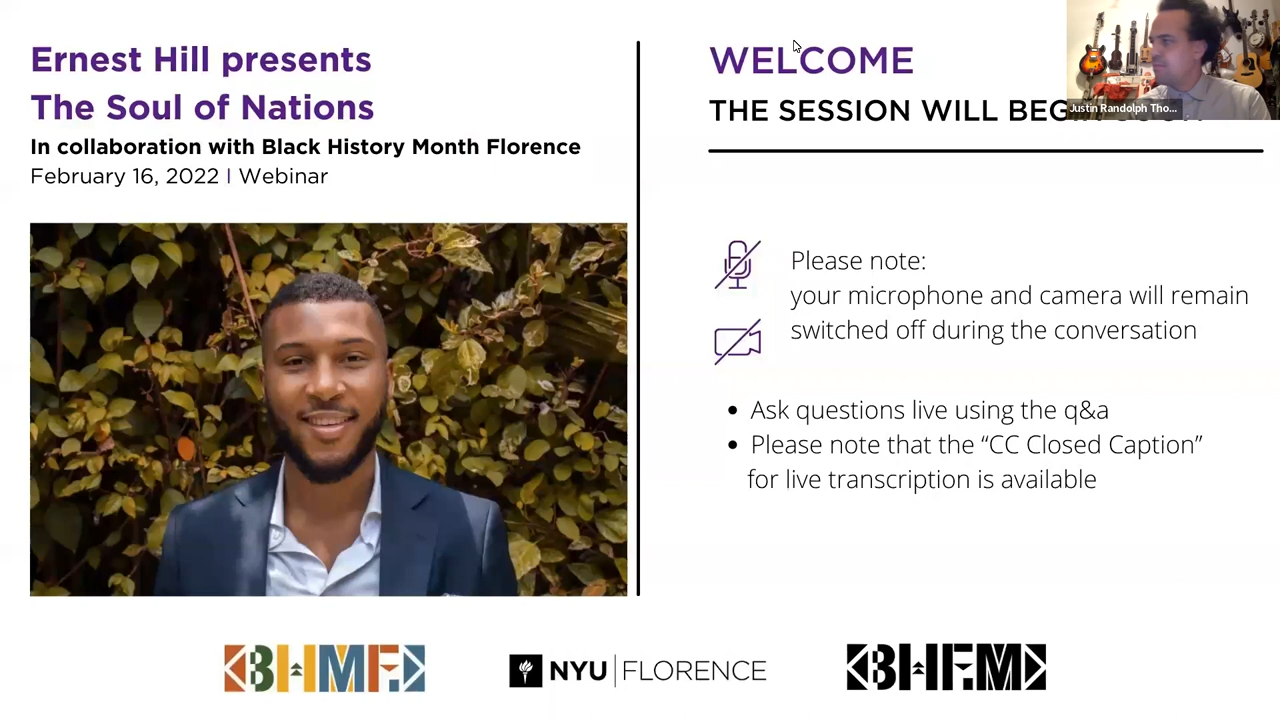 Ernest Hill presents
The Soul of Nations
In collaboration with Black History Month Florence
February 16, 2022 I Webinar
WELCOME
THE SESSION WILL BEGIN SOON
Justin Randolph Tho...
Please note:
your microphone and camera will remain
switched off during the conversation
• Ask questions live using the q&a
• Please note that the “CC Closed Caption”
for live transcription is available
BHMF
NYU FLORENCE
BHFM